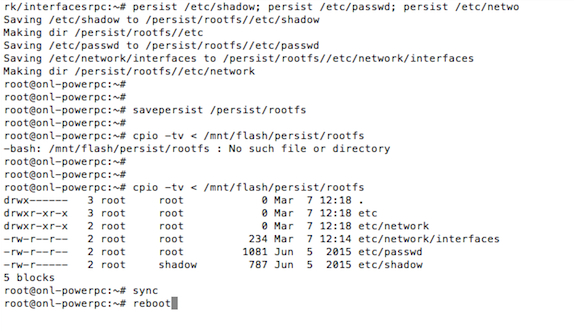 rk/interfacesrpc:~# persist /etc/shadow; persist /etc/passwd; persist /etc/netwo
Saving /etc/shadow to /persist/rootfs//etc/shadow
Making dir /persist/rootfs//etc
Saving /etc/passwd to /persist/rootfs//etc/passwd
Saving /etc/network/interfaces to /persist/rootfs//etc/network/interfaces
Making dir /persist/rootfs//etc/network
root@onl-powerpc:~#
root@onl-powerpc:~#
root@onl-powerpc:~# savepersist /persist/rootfs
root@onl-powerpc:~#
root@onl-powerpc:~# cpio -tv < /mnt/flash/persist/rootfs
-bash: /mnt/flash/persist/rootfs : No such file or directory
root@onl-powerpc:~#
root@onl-powerpc:~#
root@onl-powerpc:~# cpio -tv < /mnt/flash/persist/rootfs
drwx------   3 root     root            0 Mar  7 12:18 .
drwxr-xr-x   3 root     root            0 Mar  7 12:18 etc
drwxr-xr-x   2 root     root            0 Mar  7 12:18 etc/network
-rw-r--r--   2 root     root          234 Mar  7 12:14 etc/network/interfaces
-rw-r--r--   2 root     root         1081 Jun  5  2015 etc/passwd
-rw-r-----   2 root     shadow        787 Jun  5  2015 etc/shadow
5 blocks
root@onl-powerpc:~# sync
root@onl-powerpc:~# reboot